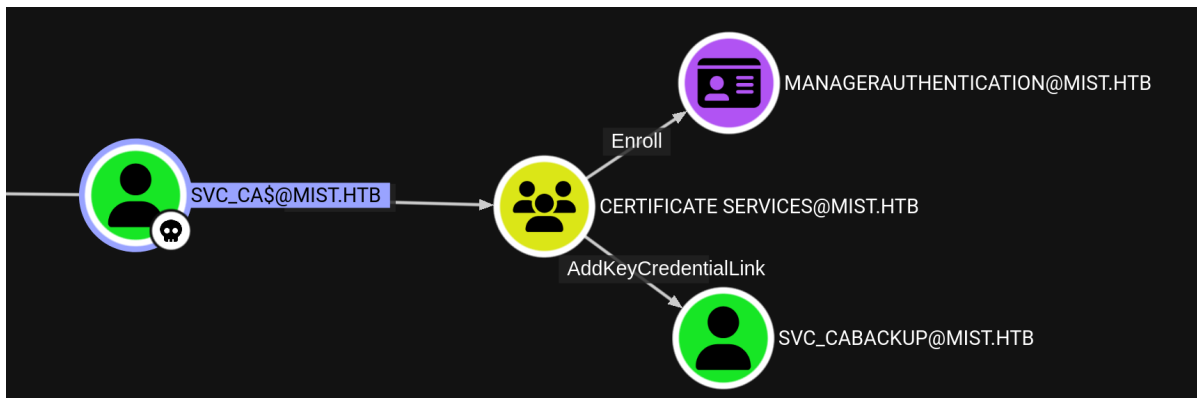 MANAGERAUTHENTICATION@MIST.HTB
Enroll
SVC_CA$@MIST.HTB
CERTIFICATE SERVICES@MIST.HTB
AddKeyCredentialLink
SVC_CABACKUP@MIST.HTB